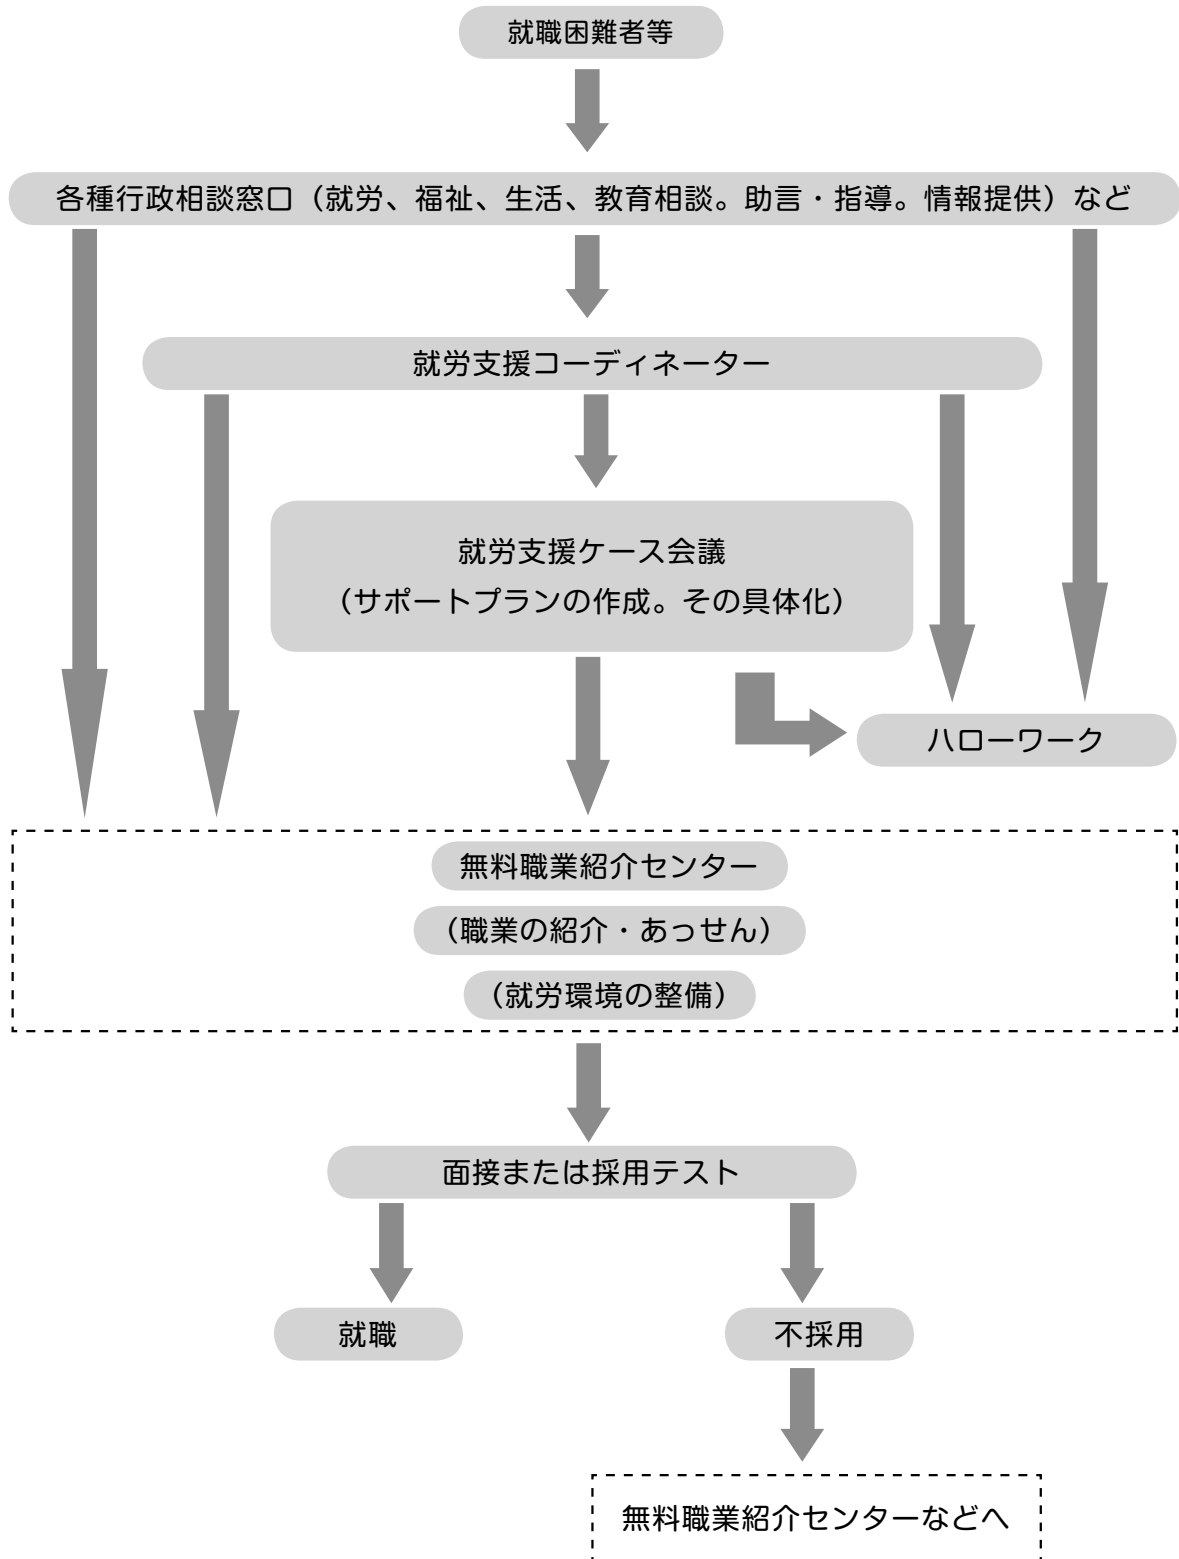 就職困難者等
各種行政相談窓口（就労、福祉、生活、教育相談。助言・指導。情報提供）など
就労支援コーディネーター
就労支援ケース会議
（サポートプランの作成。その具体化）
ハローワーク
無料職業紹介センター
（職業の紹介・あっせん）
（就労環境の整備）
面接または採用テスト
就職
不採用
無料職業紹介センターなどへ